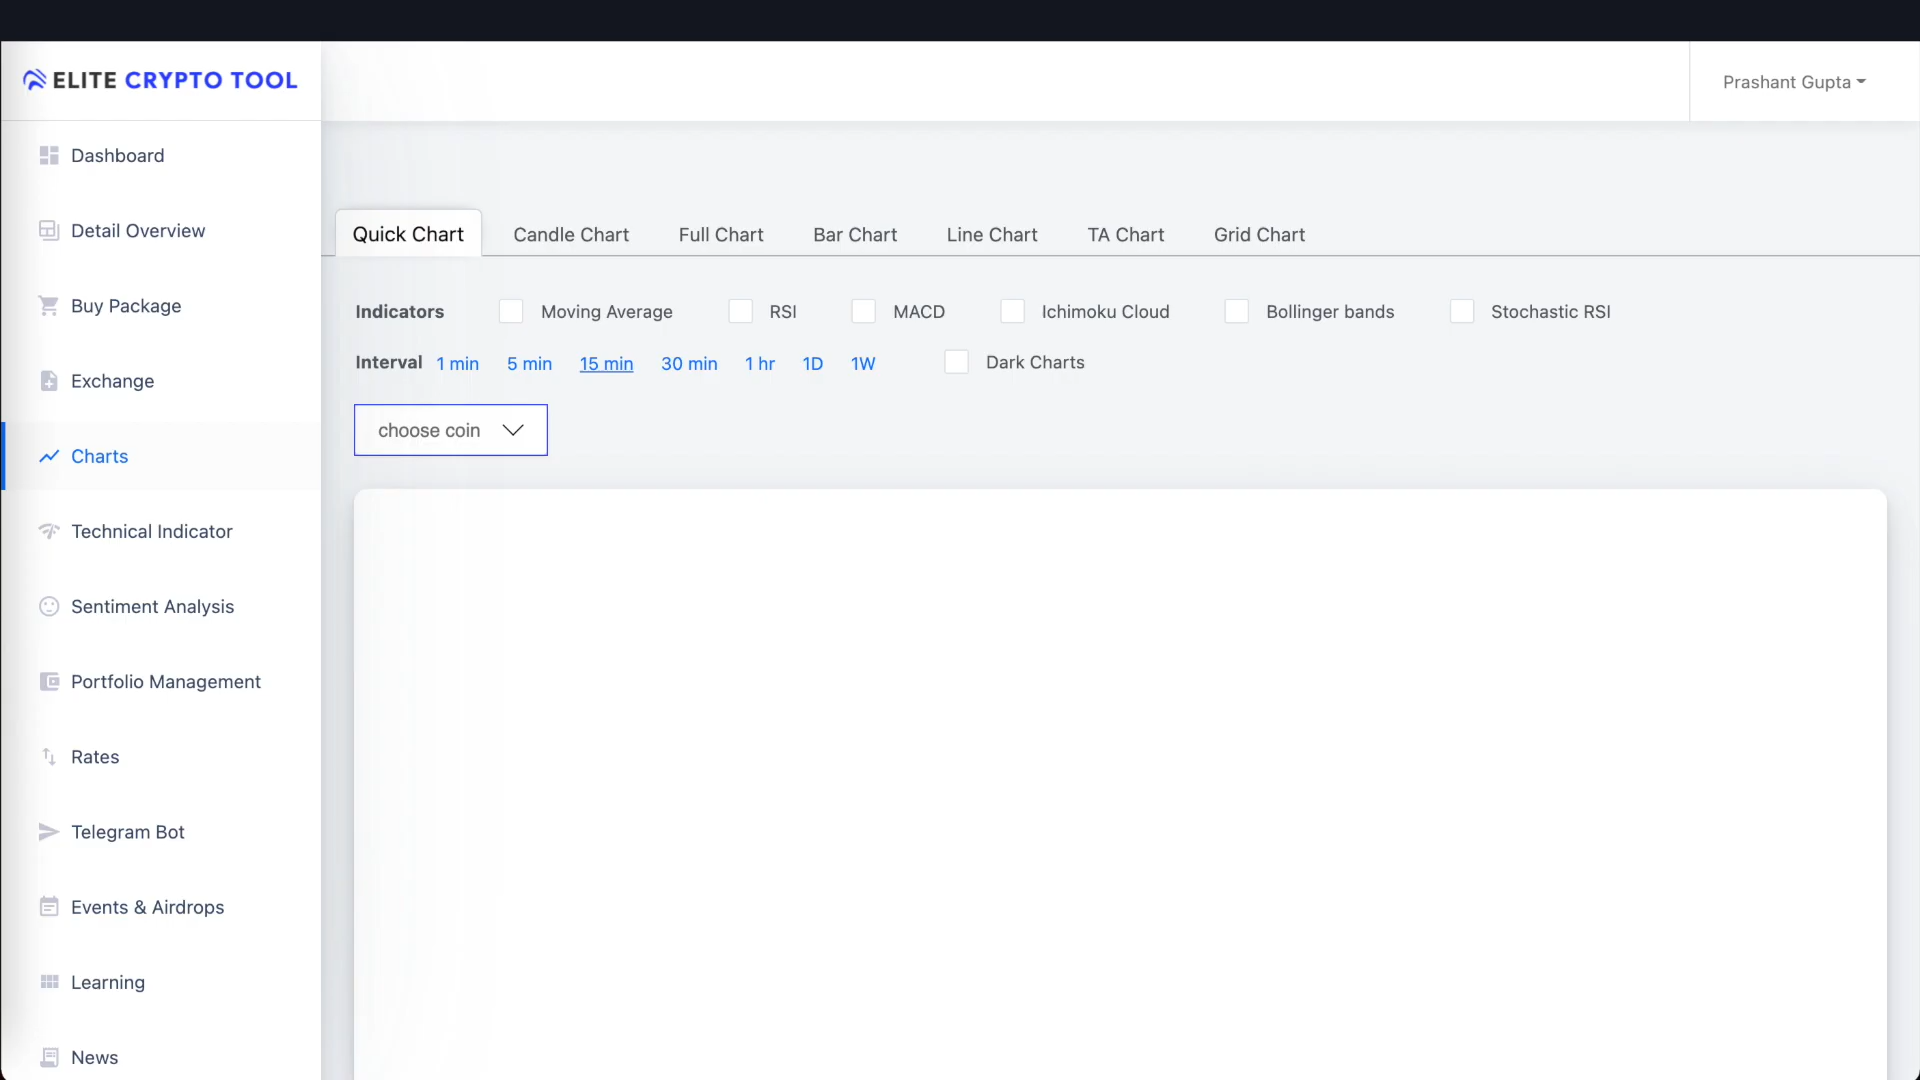 ELITE CRYPTO TOOL
Prashant Gupta
Dashboard
Detail Overview
Buy Package
Exchange
Charts
Technical Indicator
Sentiment Analysis
Portfolio Management
Rates
Telegram Bot
Events & Airdrops
Learning
News
Quick Chart Candle Chart Full Chart Bar Chart Line Chart TA Chart Grid Chart
Indicators Moving Average RSI MACD Ichimoku Cloud Bollinger bands Stochastic RSI
Interval 1 min 5 min 15 min 30 min 1 hr 1D 1W Dark Charts
choose coin